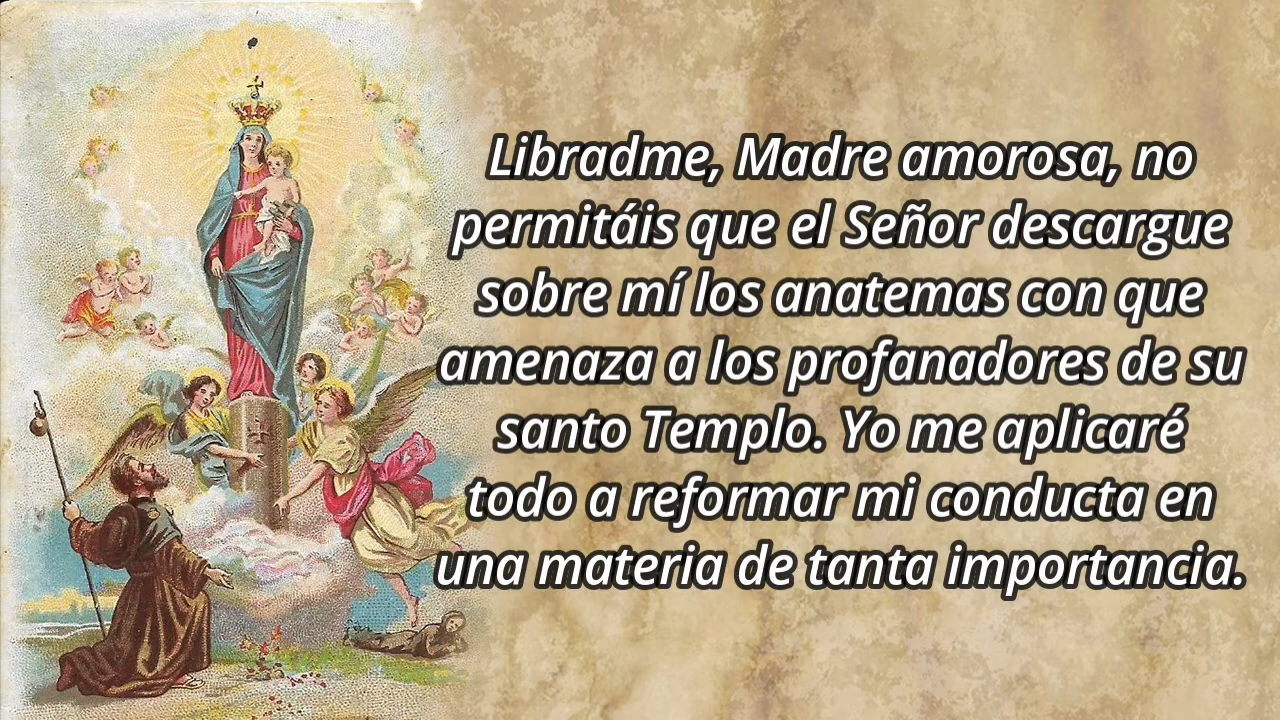 Libradme, Madre amorosa, no
permitáis que el Señor descargue
sobre mí los anatemas con que
amenaza a los profanadores de su
santo Templo. Yo me aplicaré
todo a reformar mi conducta en
una materia de tanta importancia.